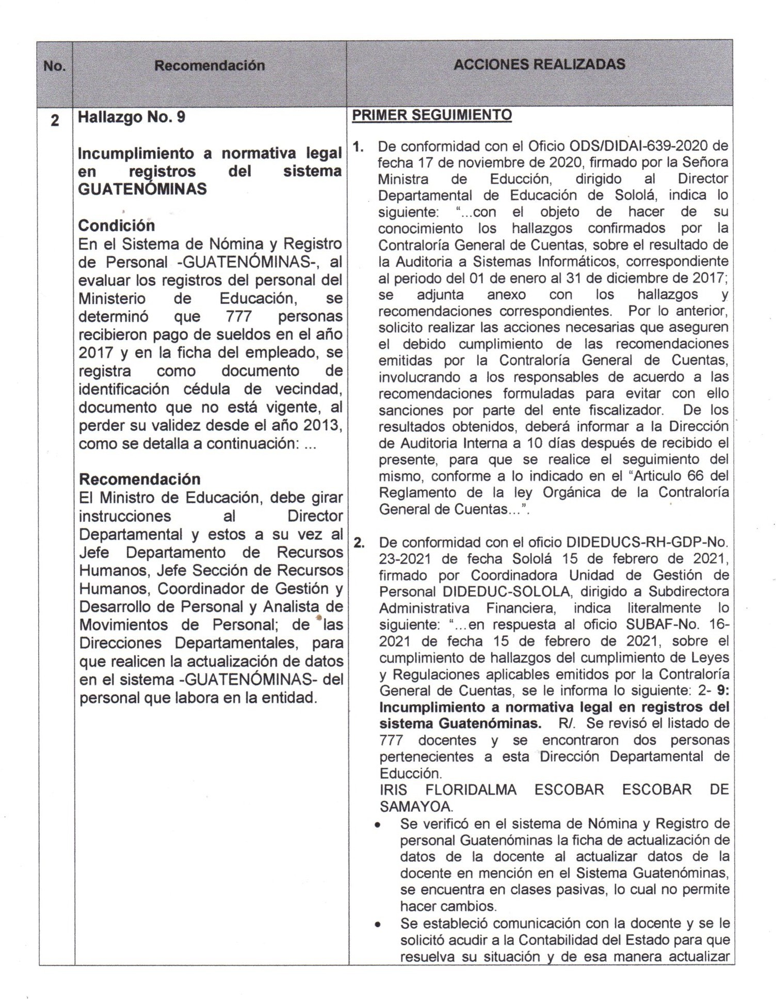 No.
Recomendación
ACCIONES REALIZADAS
2
Hallazgo No. 9
Incumplimiento a normativa legal
en registros del sistema
GUATENÓMINAS
Condición
En el Sistema de Nómina y Registro
de Personal -GUATENÓMINAS-, al
evaluar los registros del personal del
Ministerio de Educación, se
determinó que 777 personas
recibieron pago de sueldos en el año
2017 y en la ficha del empleado, se
registra como documento de
identificación cédula de vecindad,
documento que no está vigente, al
perder su validez desde el año 2013,
como se detalla a continuación: ...
Recomendación
El Ministro de Educación, debe girar
instrucciones al Director
Departamental y estos a su vez al
Jefe Departamento de Recursos
Humanos, Jefe Sección de Recursos
Humanos, Coordinador de Gestión y
Desarrollo de Personal y Analista de
Movimientos de Personal; de las
Direcciones Departamentales, para
que realicen la actualización de datos
en el sistema -GUATENÓMINAS- del
personal que labora en la entidad.
PRIMER SEGUIMIENTO
1. De conformidad con el Oficio ODS/DIDAI-639-2020 de
fecha 17 de noviembre de 2020, firmado por la Señora
Ministra de Educción, dirigido al Director
Departamental de Educación de Sololá, indica lo
siguiente: “...con el objeto de hacer de su
conocimiento los hallazgos confirmados por la
Contraloría General de Cuentas, sobre el resultado de
la Auditoria a Sistemas Informáticos, correspondiente
al periodo del 01 de enero al 31 de diciembre de 2017;
se adjunta anexo con los hallazgos y
recomendaciones correspondientes. Por lo anterior,
solicito realizar las acciones necesarias que aseguren
el debido cumplimiento de las recomendaciones
emitidas por la Contraloría General de Cuentas,
involucrando a los responsables de acuerdo a las
recomendaciones formuladas para evitar con ello
sanciones por parte del ente fiscalizador. De los
resultados obtenidos, deberá informar a la Dirección
de Auditoria Interna a 10 días después de recibido el
presente, para que se realice el seguimiento del
mismo, conforme a lo indicado en el “Articulo 66 del
Reglamento de la ley Orgánica de la Contraloría
General de Cuentas...”.
2. De conformidad con el oficio DIDEDUCS-RH-GDP-No.
23-2021 de fecha Sololá 15 de febrero de 2021,
firmado por Coordinadora Unidad de Gestión de
Personal DIDEDUC-SOLOLA, dirigido a Subdirectora
Administrativa Financiera, indica literalmente lo
siguiente: “...en respuesta al oficio SUBAF-No. 16-
2021 de fecha 15 de febrero de 2021, sobre el
cumplimiento de hallazgos del cumplimiento de Leyes
y Regulaciones aplicables emitidos por la Contraloría
General de Cuentas, se le informa lo siguiente: 2- 9:
Incumplimiento a normativa legal en registros del
sistema Guatenóminas. R/. Se revisó el listado de
777 docentes y se encontraron dos personas
pertenecientes a esta Dirección Departamental de
Educción.
IRIS FLORIDALMA ESCOBAR ESCOBAR DE
SAMAYOA.
• Se verificó en el sistema de Nómina y Registro de
personal Guatenóminas la ficha de actualización de
datos de la docente al actualizar datos de la
docente en mención en el Sistema Guatenóminas,
se encuentra en clases pasivas, lo cual no permite
hacer cambios.
• Se estableció comunicación con la docente y se le
solicitó acudir a la Contabilidad del Estado para que
resuelva su situación y de esa manera actualizar